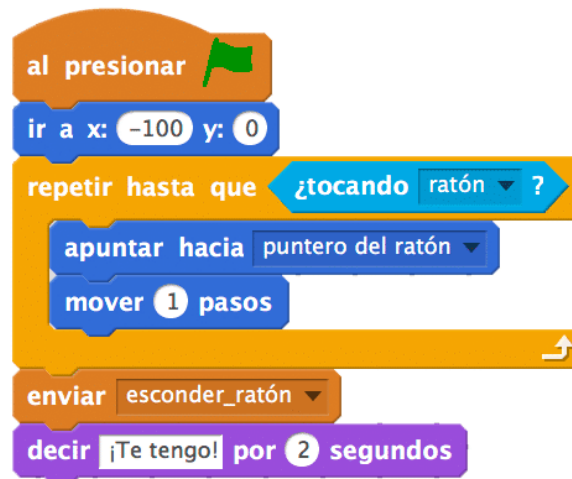 al presionar
ir a x: -100 y: 0
repetir hasta que ¿tocando ratón ?
apuntar hacia puntero del ratón
mover 1 pasos
enviar esconder_ratón
decir ¡Te tengo! por 2 segundos